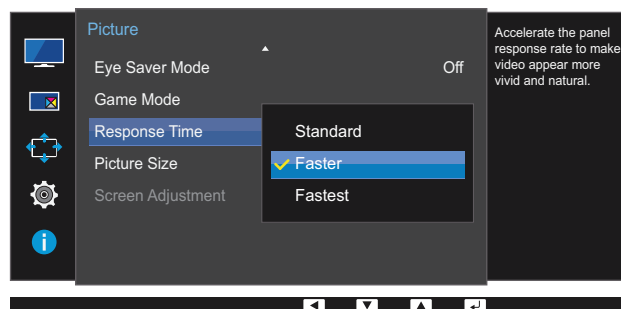 Picture
Eye Saver Mode Off
Game Mode
Response Time
Standard
Picture Size
Faster
Screen Adjustment
Fastest
Accelerate the panel
response rate to make
video appear more
vivid and natural.